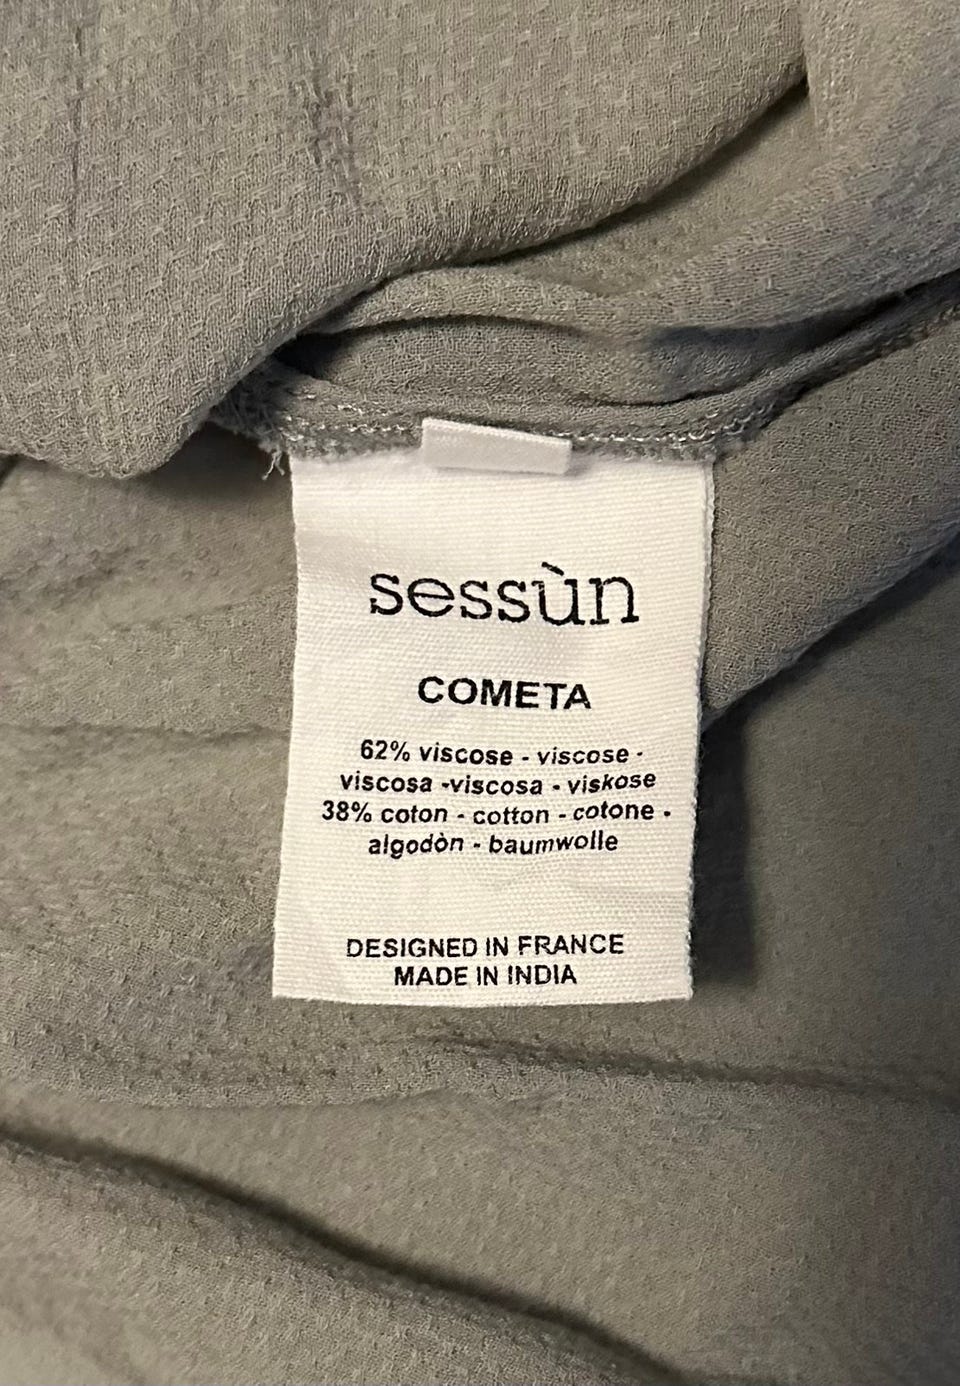 sessùn
COMETA
62% viscose - viscose -
viscosa -viscosa - viskose
38% coton - cotton - cotone -
algodòn - baumwolle
DESIGNED IN FRANCE
MADE IN INDIA